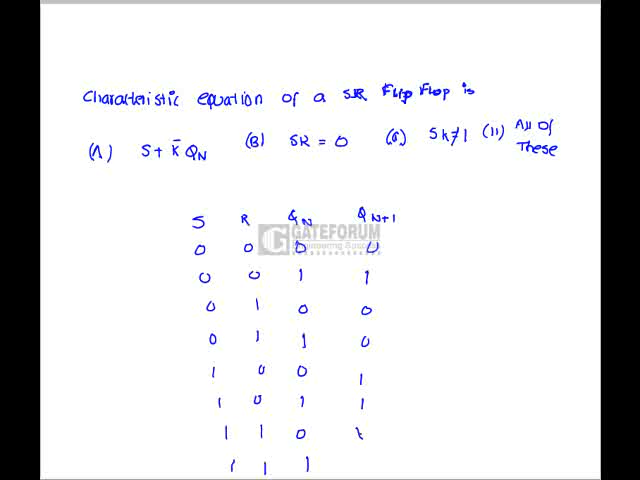 Characteristic equation of a SR Flip Flop is
(A) S + R̄ Q_N (B) SR = 0 (C) SR ≠ 1 (D) All Of These
S R Q_N Q_N+1
GATEFORUM
Engineering Success
0 0 0 0
0 0 1 1
0 1 0 0
0 1 1 0
1 0 0 1
1 0 1 1
1 1 0
1 1 1